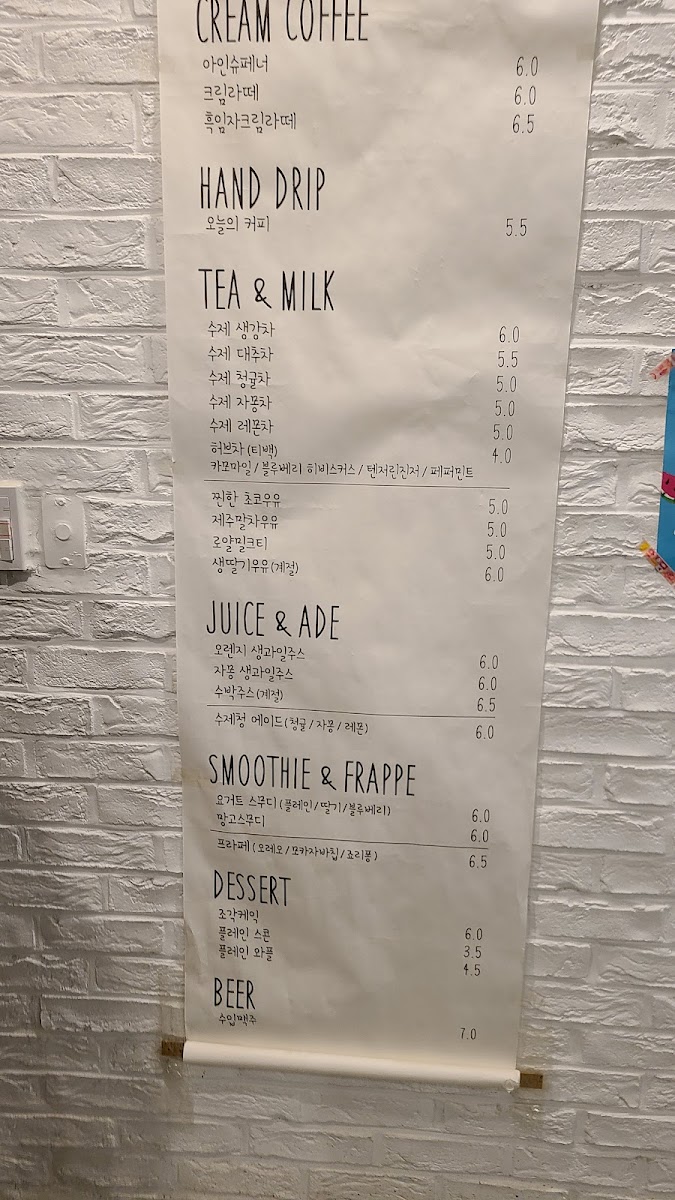 CREAM COFFEE
아인슈페너 6.0
크림라떼 6.0
흑임자크림라떼 6.5
HAND DRIP
오늘의 커피 5.5
TEA & MILK
수제 생강차 6.0
수제 대추차 5.5
수제 청귤차 5.0
수제 자몽차 5.0
수제 레몬차 5.0
허브차 (티백) 4.0
카모마일 / 블루베리 히비스커스 / 텐저린진저 / 페퍼민트
찐한 초코우유 5.0
제주말차우유 5.0
로얄밀크티 5.0
생딸기우유(계절) 6.0
JUICE & ADE
오렌지 생과일주스 6.0
자몽 생과일주스 6.0
수박주스(계절) 6.5
수제청 에이드(청귤 / 자몽 / 레몬) 6.0
SMOOTHIE & FRAPPE
요거트 스무디 (플레인 / 딸기 / 블루베리) 6.0
망고스무디 6.0
프라페 (오레오 / 모카자바칩 / 죠리퐁) 6.5
DESSERT
조각케익 6.0
플레인 스콘 3.5
플레인 와플 4.5
BEER
수입맥주 7.0